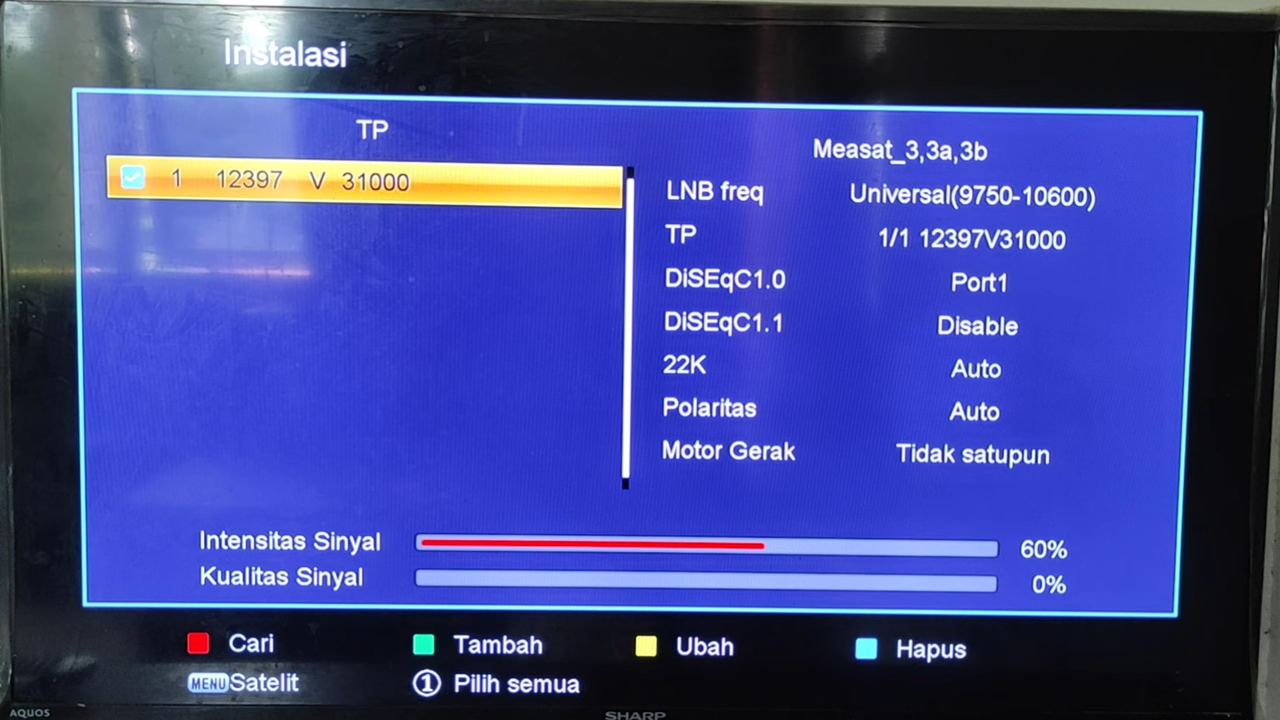 Instalasi
TP
1 12397 V 31000
Measat_3,3a,3b
LNB freq Universal(9750-10600)
TP 1/1 12397V31000
DiSEqC1.0 Port1
DiSEqC1.1 Disable
22K Auto
Polaritas Auto
Motor Gerak Tidak satupun
Intensitas Sinyal 60%
Kualitas Sinyal 0%
Cari Tambah Ubah Hapus
MENU Satelit 1 Pilih semua
AQUOS SHARP